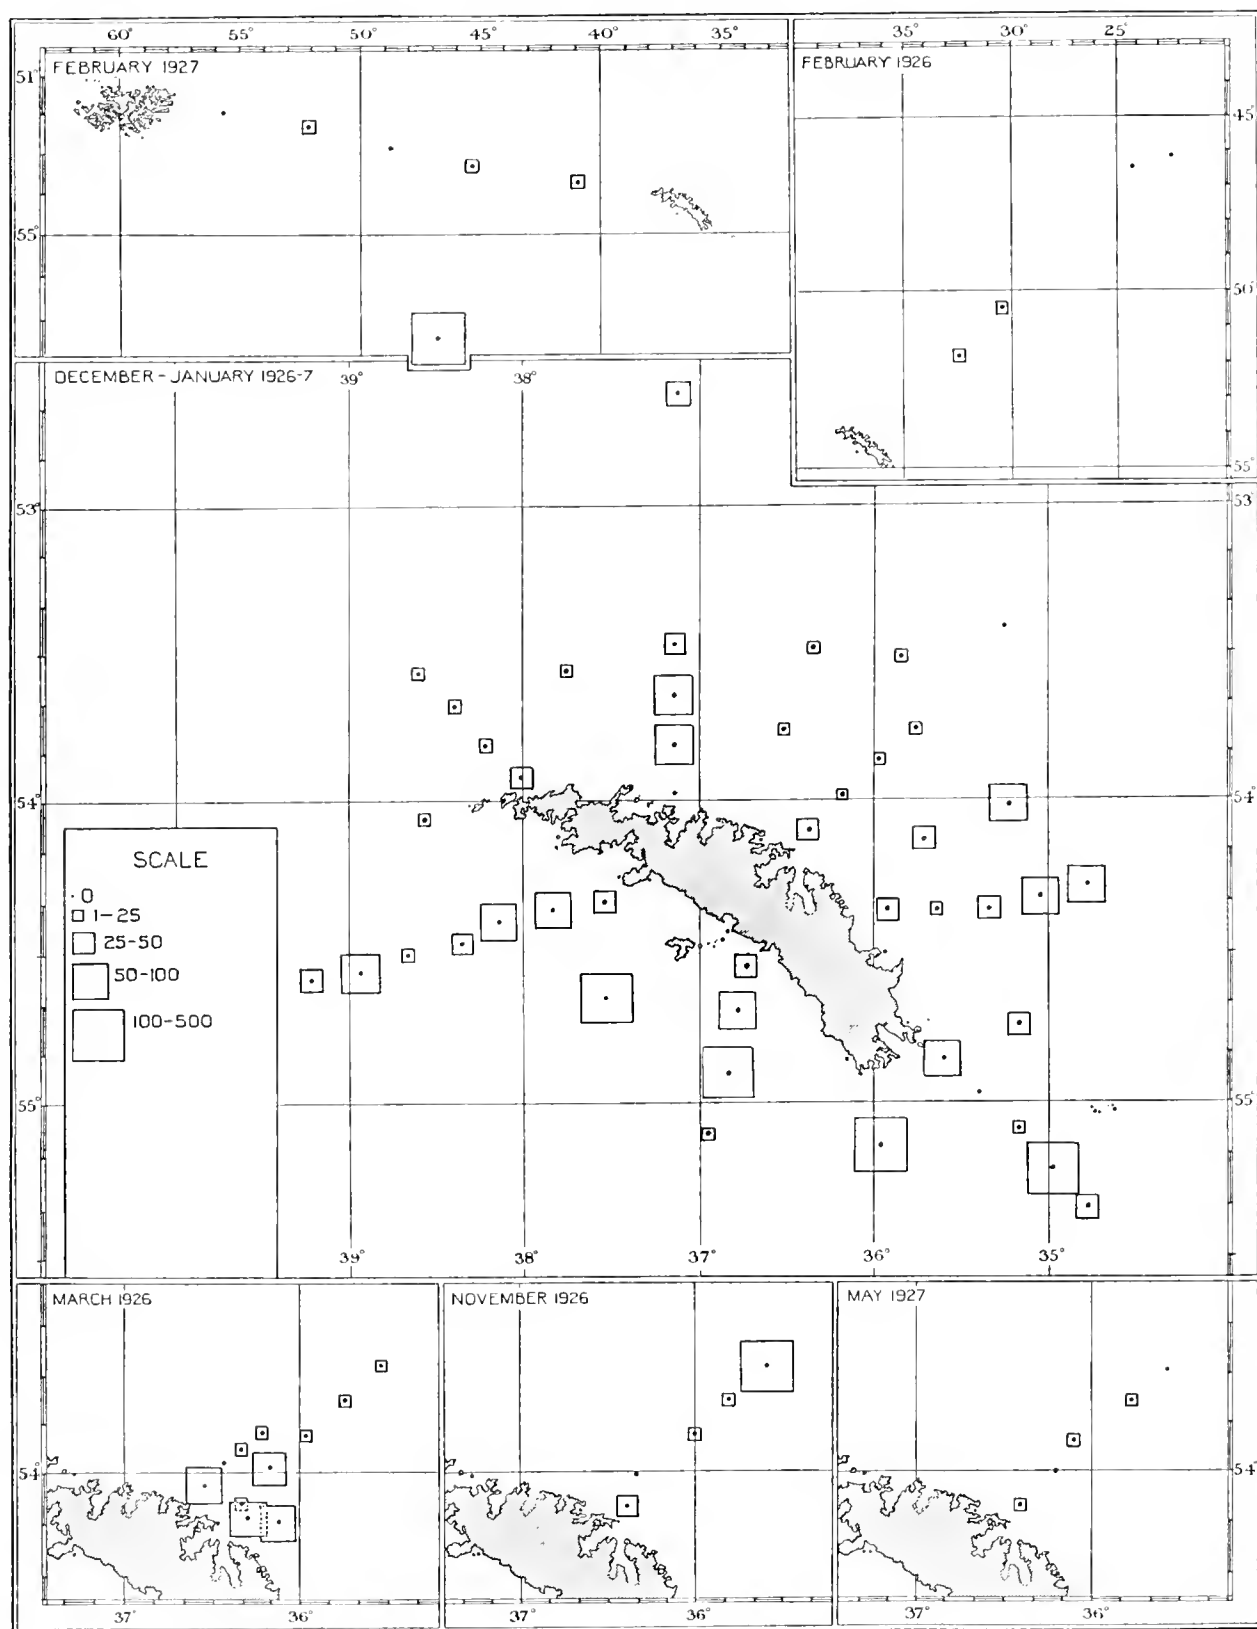 60° 55° 50° 45° 40° 35°
FEBRUARY 1927
51°
55°
35° 30° 25°
FEBRUARY 1926
45°
50°
55°
DECEMBER-JANUARY 1926-7
39° 38°
53° 53°
54° 54°
SCALE
0
1-25
25-50
50-100
100-500
55° 55°
39° 38° 37° 36° 35°
MARCH 1926
54°
37° 36°
NOVEMBER 1926
37° 36°
MAY 1927
54°
37° 36°